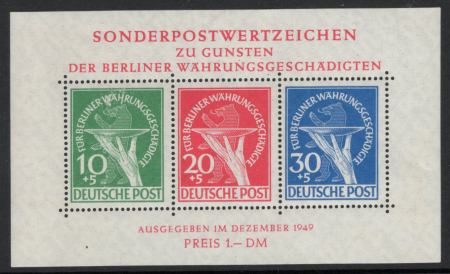 SONDERPOSTWERTZEICHEN
ZU GUNSTEN
DER BERLINER WÄHRUNGSGESCHÄDIGTEN
FÜR BERLINER WÄHRUNGSGESCHÄDIGTE
10
+5
DEUTSCHE POST
FÜR BERLINER WÄHRUNGSGESCHÄDIGTE
20
+5
DEUTSCHE POST
FÜR BERLINER WÄHRUNGSGESCHÄDIGTE
30
+5
DEUTSCHE POST
AUSGEGEBEN IM DEZEMBER 1949
PREIS 1.— DM